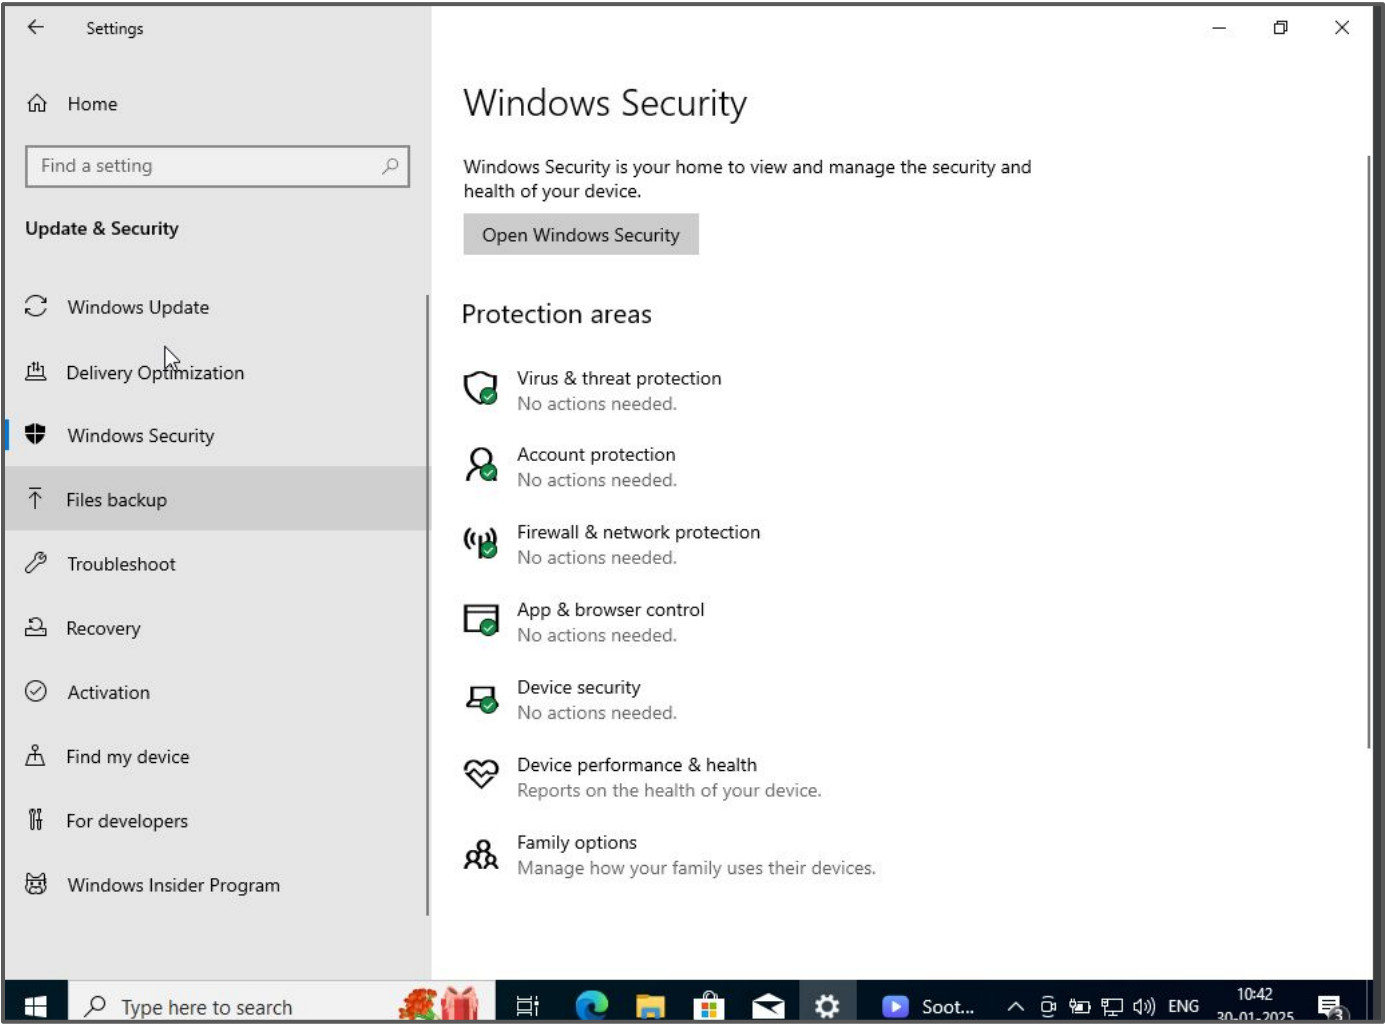 Settings
Home
Find a setting
Update & Security
Windows Update
Delivery Optimization
Windows Security
Files backup
Troubleshoot
Recovery
Activation
Find my device
For developers
Windows Insider Program
Windows Security
Windows Security is your home to view and manage the security and
health of your device.
Open Windows Security
Protection areas
Virus & threat protection
No actions needed.
Account protection
No actions needed.
Firewall & network protection
No actions needed.
App & browser control
No actions needed.
Device security
No actions needed.
Device performance & health
Reports on the health of your device.
Family options
Manage how your family uses their devices.
Type here to search
Soot...
ENG
10:42
30-01-2025
3